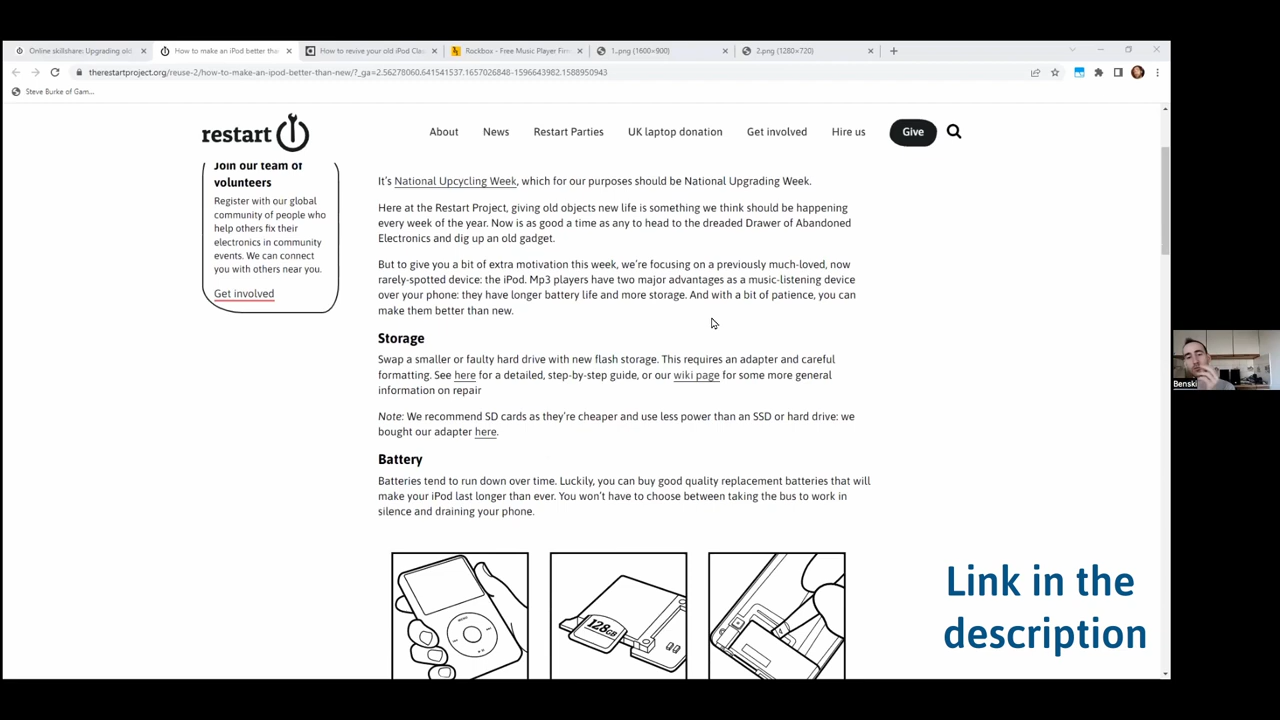 Online skillshare: Upgrading old
How to make an iPod better than
How to revive your old iPod Clas
Rockbox - Free Music Player Firm
1..png (1600×900)
2.png (1280×720)
therestartproject.org/reuse-2/how-to-make-an-ipod-better-than-new/?_ga=2.56278060.641541537.1657026848-1596643982.1588950943
Steve Burke of Gam...
restart
About
News
Restart Parties
UK laptop donation
Get involved
Hire us
Give
Join our team of
volunteers
Register with our global
community of people who
help others fix their
electronics in community
events. We can connect
you with others near you.
Get involved
It's National Upcycling Week, which for our purposes should be National Upgrading Week.
Here at the Restart Project, giving old objects new life is something we think should be happening
every week of the year. Now is as good a time as any to head to the dreaded Drawer of Abandoned
Electronics and dig up an old gadget.
But to give you a bit of extra motivation this week, we're focusing on a previously much-loved, now
rarely-spotted device: the iPod. Mp3 players have two major advantages as a music-listening device
over your phone: they have longer battery life and more storage. And with a bit of patience, you can
make them better than new.
Storage
Swap a smaller or faulty hard drive with new flash storage. This requires an adapter and careful
formatting. See here for a detailed, step-by-step guide, or our wiki page for some more general
information on repair
Note: We recommend SD cards as they're cheaper and use less power than an SSD or hard drive: we
bought our adapter here.
Battery
Batteries tend to run down over time. Luckily, you can buy good quality replacement batteries that will
make your iPod last longer than ever. You won't have to choose between taking the bus to work in
silence and draining your phone.
128GB
Link in the
description
Benski